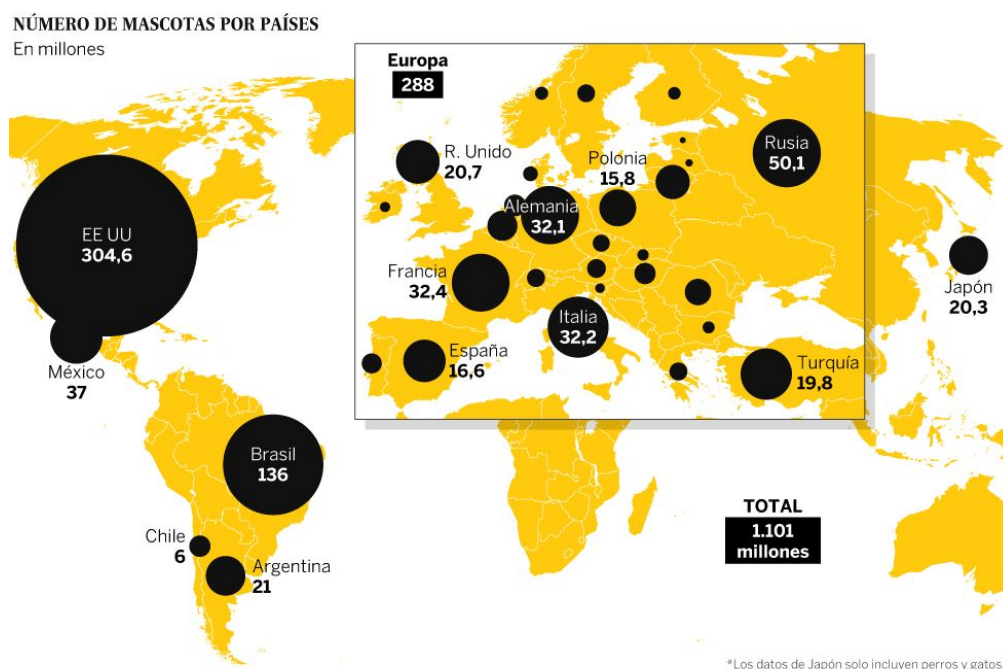 NÚMERO DE MASCOTAS POR PAÍSES
En millones
Europa
288
R. Unido
20,7
Polonia
15,8
Rusia
50,1
Alemania
32,1
EE UU
304,6
Francia
32,4
Japón
20,3
Italia
32,2
España
16,6
Turquía
19,8
México
37
Brasil
136
TOTAL
1.101
millones
Chile
6
Argentina
21
*Los datos de Japón solo incluyen perros y gatos